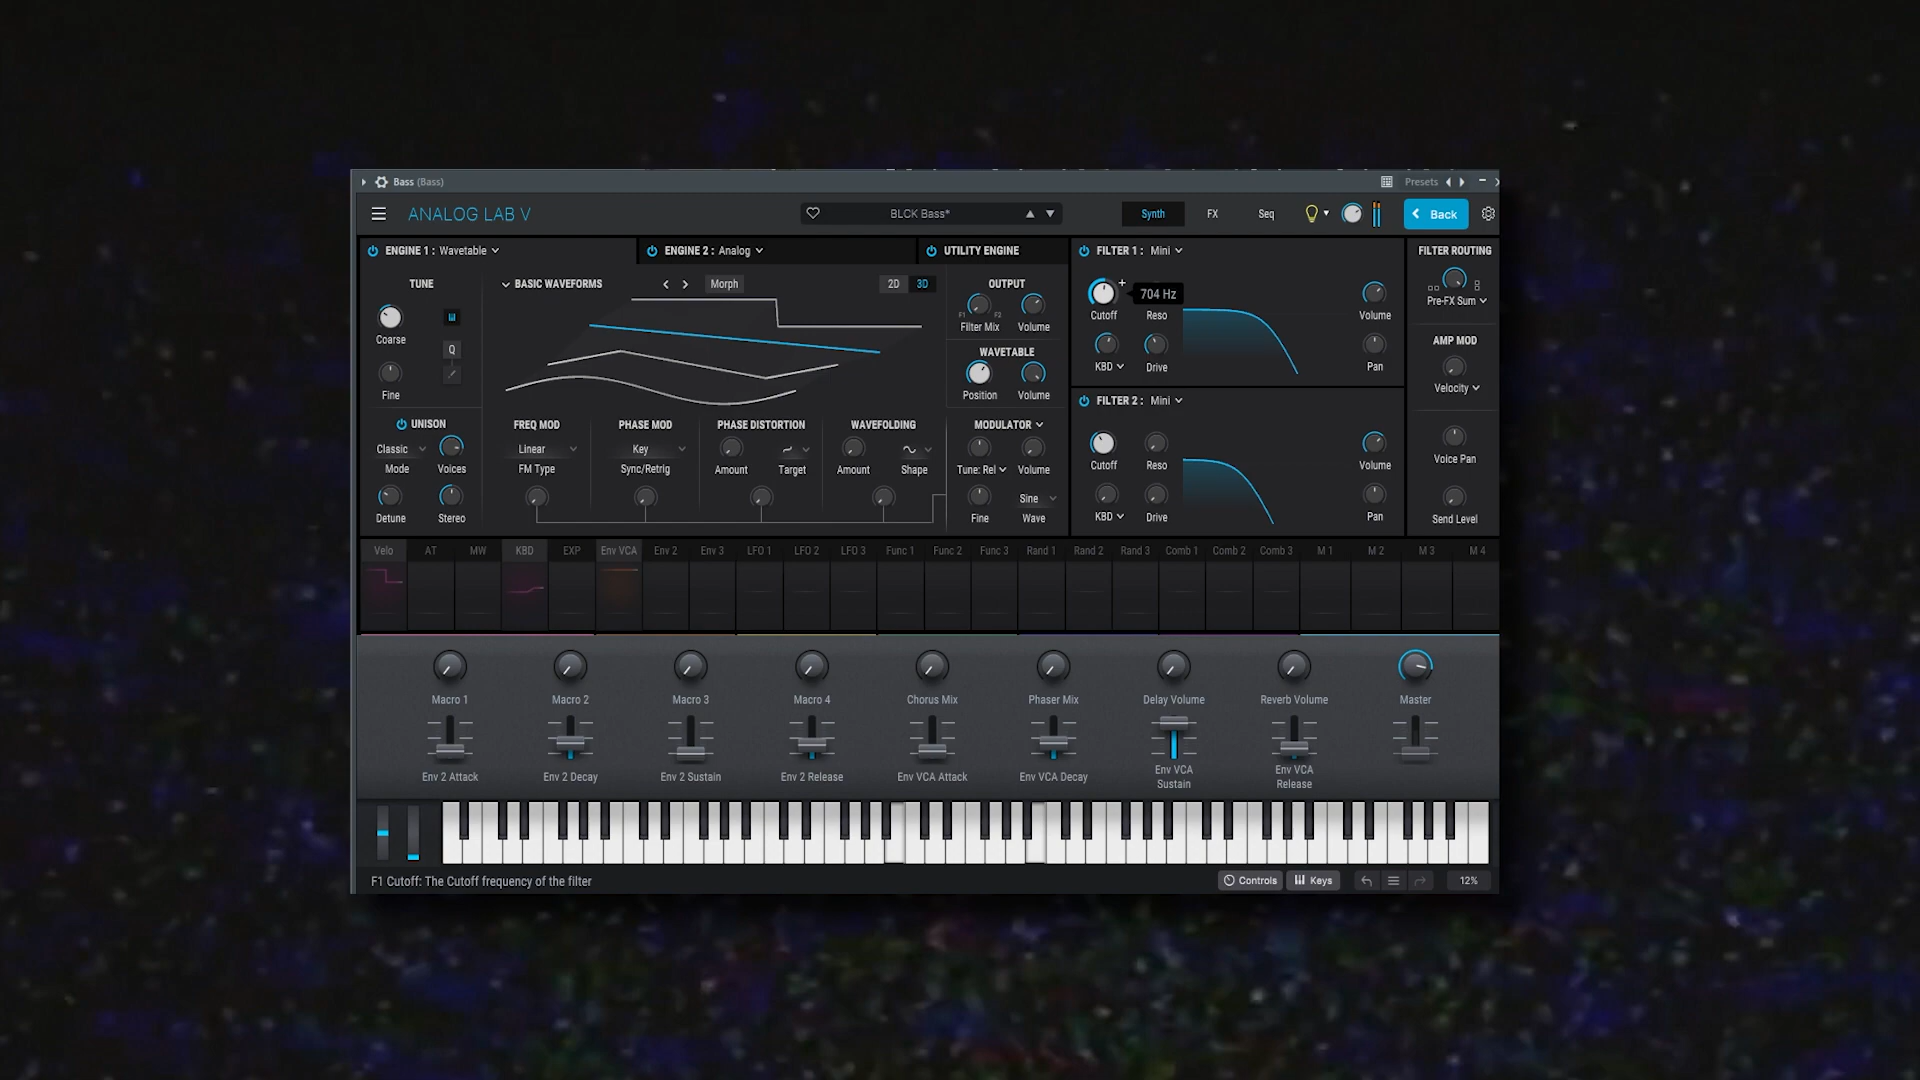 Bass (Bass)
Presets
ANALOG LAB V
BLCK Bass*
Synth
FX
Seq
Back
ENGINE 1 : Wavetable
ENGINE 2 : Analog
UTILITY ENGINE
FILTER 1 : Mini
FILTER ROUTING
TUNE
BASIC WAVEFORMS
Morph
2D
3D
OUTPUT
704 Hz
Coarse
Q
Fine
F1
F2
Filter Mix
Volume
Cutoff
Reso
Volume
Pre-FX Sum
WAVETABLE
Position
Volume
KBD
Drive
Pan
AMP MOD
Velocity
FILTER 2 : Mini
UNISON
Classic
Mode
Voices
Detune
Stereo
FREQ MOD
Linear
FM Type
PHASE MOD
Key
Sync/Retrig
PHASE DISTORTION
Amount
Target
WAVEFOLDING
Amount
Shape
MODULATOR
Tune: Rel
Volume
Sine
Fine
Wave
Cutoff
Reso
Volume
KBD
Drive
Pan
Voice Pan
Send Level
Velo AT MW KBD EXP Env VCA Env 2 Env 3 LFO 1 LFO 2 LFO 3 Func 1 Func 2 Func 3 Rand 1 Rand 2 Rand 3 Comb 1 Comb 2 Comb 3 M 1 M 2 M 3 M 4
Macro 1 Macro 2 Macro 3 Macro 4 Chorus Mix Phaser Mix Delay Volume Reverb Volume Master
Env 2 Attack Env 2 Decay Env 2 Sustain Env 2 Release Env VCA Attack Env VCA Decay
Env VCA
Sustain
Env VCA
Release
F1 Cutoff: The Cutoff frequency of the filter
Controls
Keys
12%